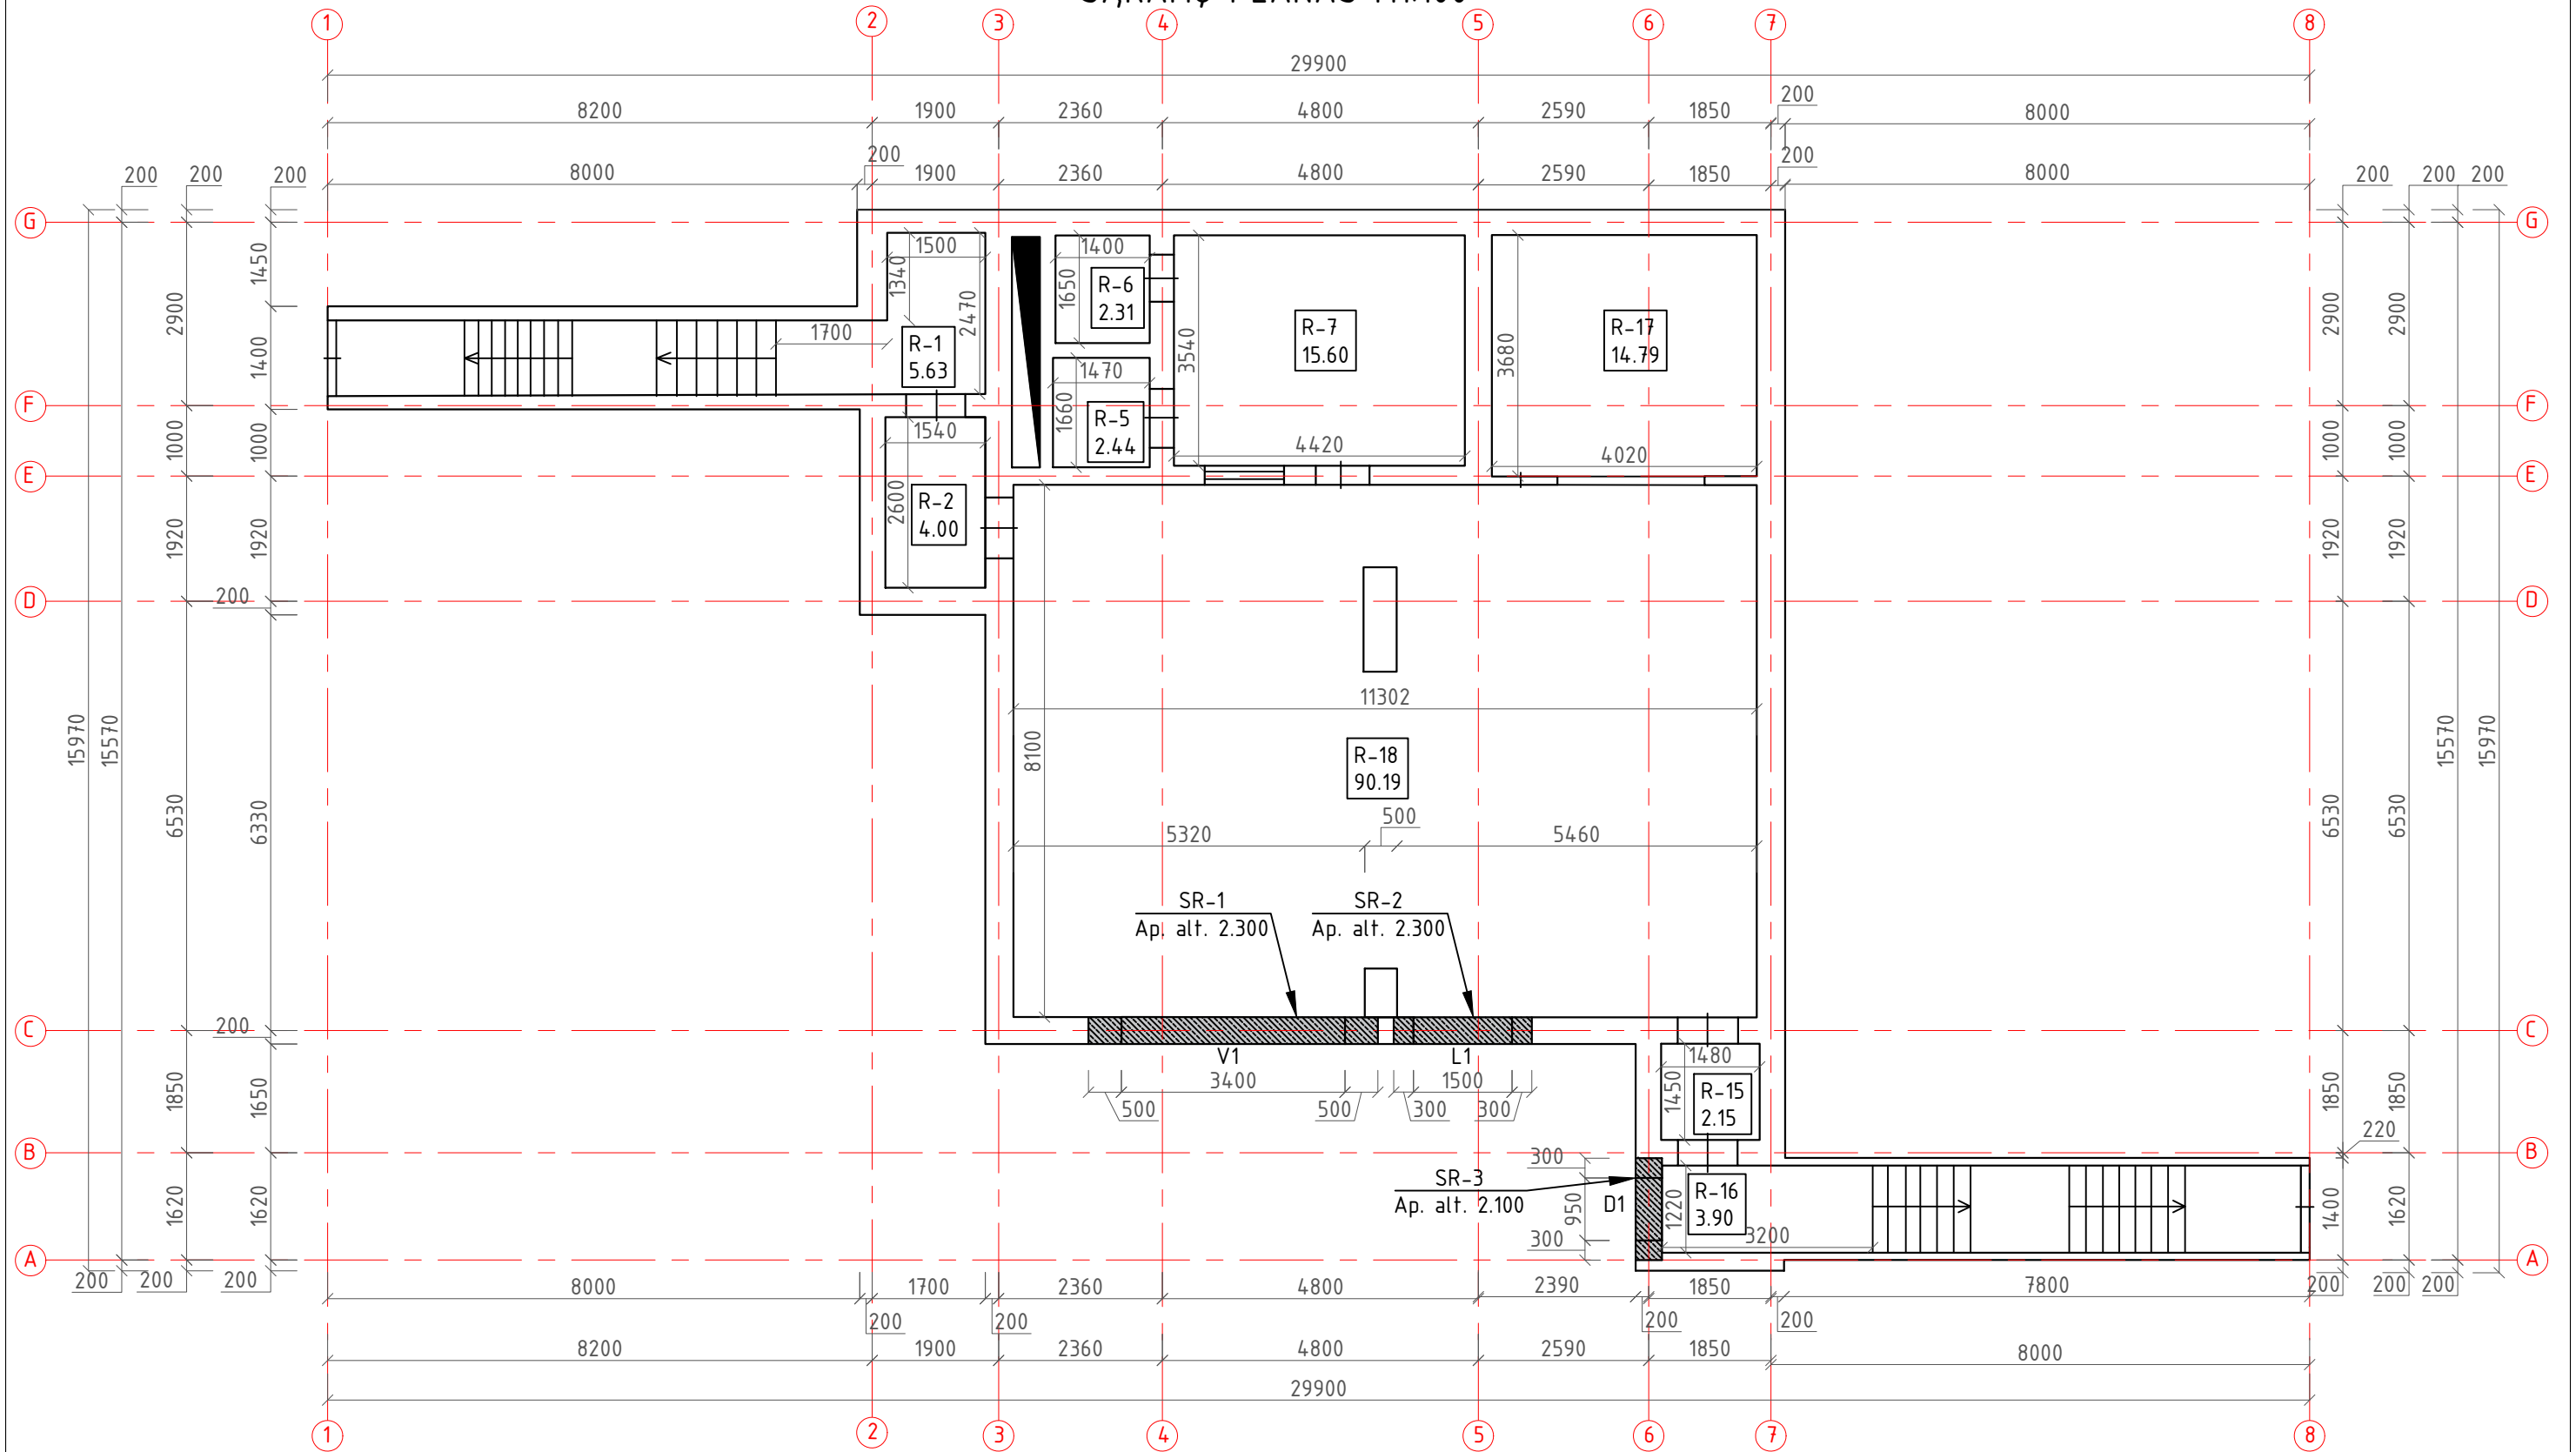 1 2 3 4 5 6 7 8
29900
8200 1900 2360 4800 2590 1850 200 8000
200 200 200 8000 200 1900 2360 4800 2590 1850 200 8000 200 200 200
G G
1450 1500 1400
1340 1650 R-6 2.31
2900 2470 3540 R-7 15.60 3680 R-17 14.79 2900 2900
1400 1700 R-1 5.63
1470
F F
1000 1000 1540 1660 R-5 2.44 4420 4020 1000 1000
E E
1920 1920 2600 R-2 4.00 1920 1920
D 200 D
11302
15970 15570 8100 R-18 90.19 15570 15970
6530 6330 5320 500 5460 6530 6530
SR-1 SR-2
Ap. alt. 2.300 Ap. alt. 2.300
C 200 C
V1 L1 1480
1850 1650 3400 1500 1450 R-15 2.15 1850 1850
500 500 300 300
220
B B
300
SR-3
Ap. alt. 2.100
1620 1620 950 D1 1220 R-16 3.90 1400 1620
300 3200
A A
200 200 200 8000 1700 2360 4800 2390 1850 7800 200 200 200
200 200 200 200
8200 1900 2360 4800 2590 1850 8000
29900
1 2 3 4 5 6 7 8